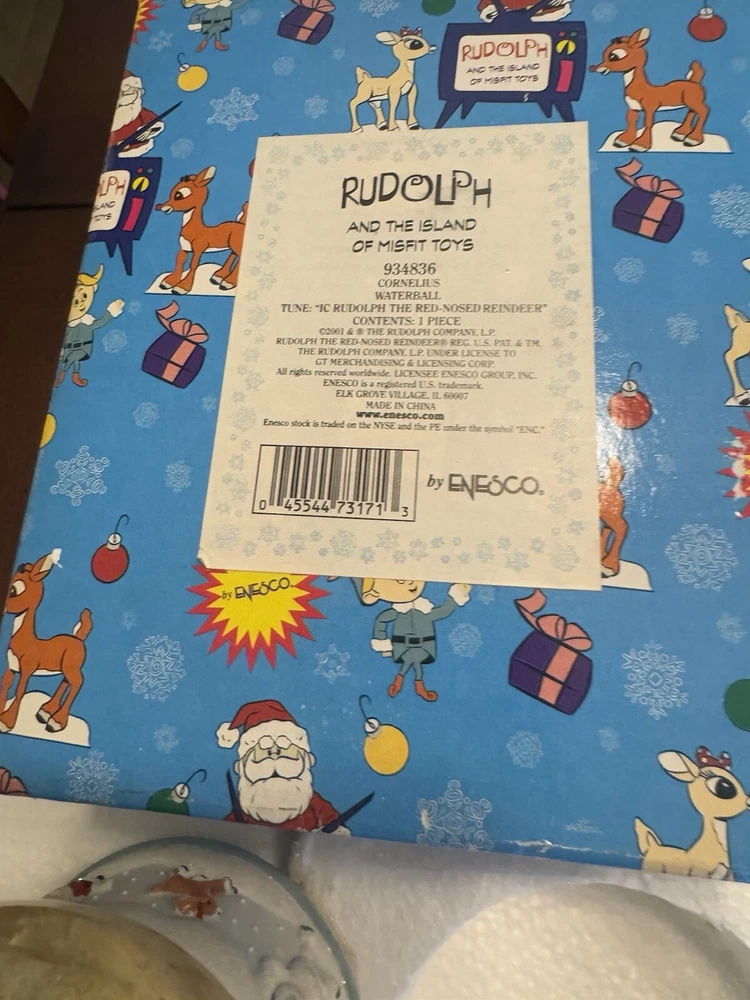 RUDOLPH
AND THE ISLAND
OF MISFIT TOYS
LPH
LAND
TOYS
RUDOLPH
AND THE ISLAND
OF MISFIT TOYS
934836
CORNELIUS
WATERBALL
TUNE: "IC RUDOLPH THE RED-NOSED REINDEER"
CONTENTS: 1 PIECE
©2001 & ® THE RUDOLPH COMPANY, L.P.
RUDOLPH THE RED-NOSED REINDEER® REG. U.S. PAT. & TM.
THE RUDOLPH COMPANY, L.P. UNDER LICENSE TO
GT MERCHANDISING & LICENSING CORP.
All rights reserved worldwide. LICENSEE ENESCO GROUP, INC.
ENESCO is a registered U.S. trademark.
ELK GROVE VILLAGE, IL 60007
MADE IN CHINA
www.enesco.com
Enesco stock is traded on the NYSE and the PE under the symbol "ENC."
0 45544 73171 3
by ENESCO®
by ENESCO